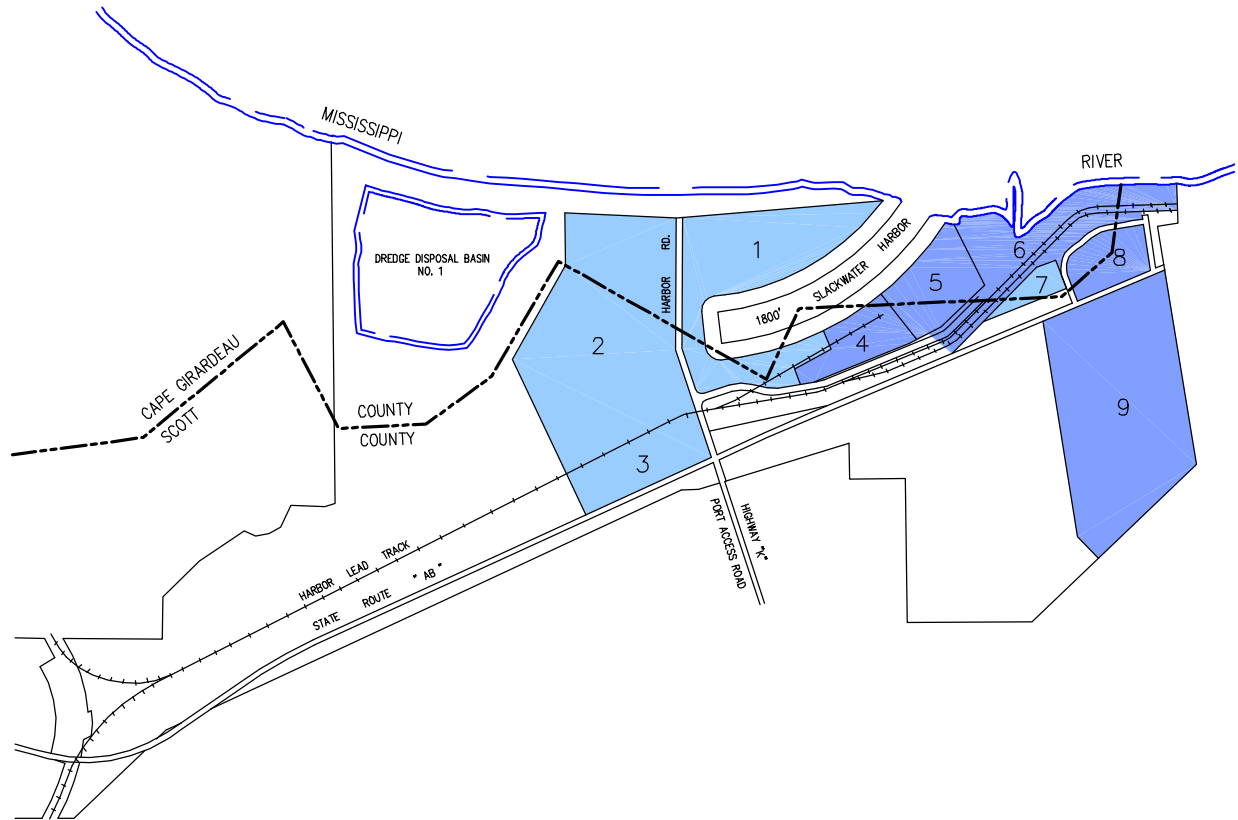 MISSISSIPPI
RIVER
DREDGE DISPOSAL BASIN
NO. 1
HARBOR RD.
1
SLACKWATER HARBOR
1800'
2
3
4
5
6
7
8
9
CAPE GIRARDEAU COUNTY
SCOTT COUNTY
HARBOR LEAD TRACK
STATE ROUTE "AB"
HIGHWAY "K"
PORT ACCESS ROAD